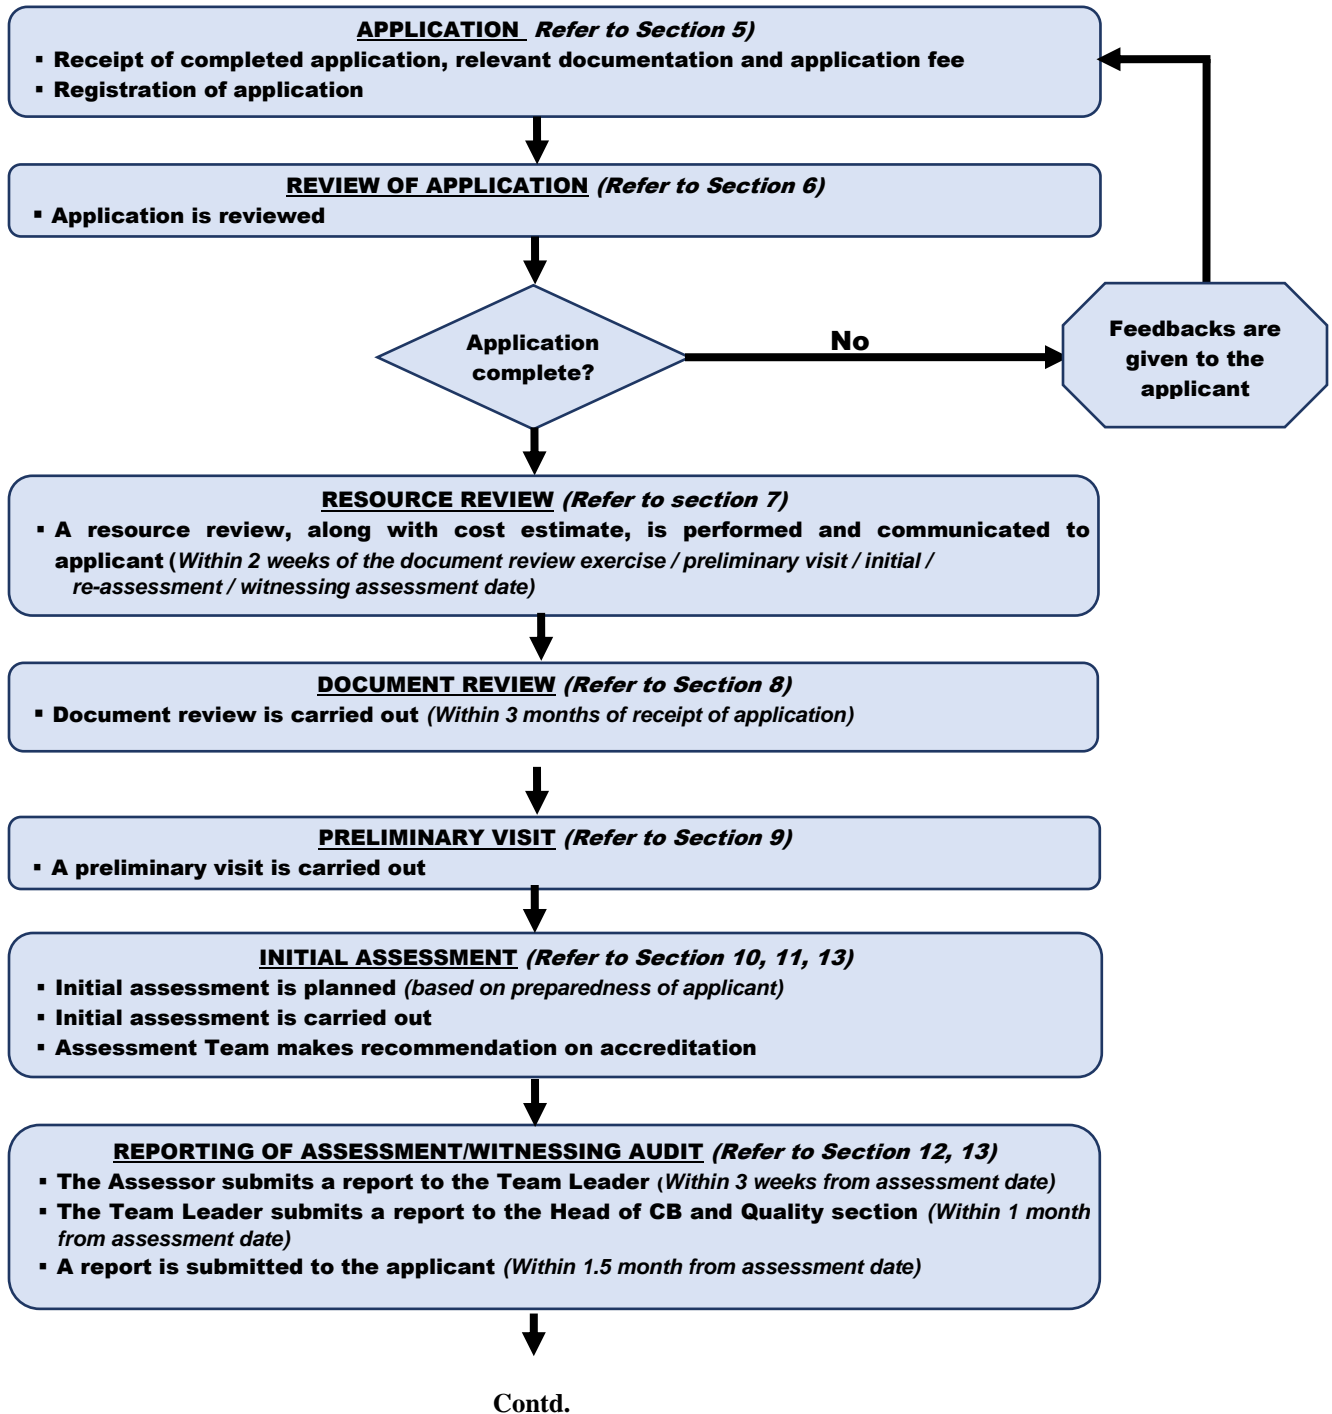 APPLICATION Refer to Section 5)
▪ Receipt of completed application, relevant documentation and application fee
▪ Registration of application
REVIEW OF APPLICATION (Refer to Section 6)
▪ Application is reviewed
Application
complete?
No
Feedbacks are
given to the
applicant
RESOURCE REVIEW (Refer to section 7)
▪ A resource review, along with cost estimate, is performed and communicated to
applicant (Within 2 weeks of the document review exercise / preliminary visit / initial /
re-assessment / witnessing assessment date)
DOCUMENT REVIEW (Refer to Section 8)
▪ Document review is carried out (Within 3 months of receipt of application)
PRELIMINARY VISIT (Refer to Section 9)
▪ A preliminary visit is carried out
INITIAL ASSESSMENT (Refer to Section 10, 11, 13)
▪ Initial assessment is planned (based on preparedness of applicant)
▪ Initial assessment is carried out
▪ Assessment Team makes recommendation on accreditation
REPORTING OF ASSESSMENT/WITNESSING AUDIT (Refer to Section 12, 13)
▪ The Assessor submits a report to the Team Leader (Within 3 weeks from assessment date)
▪ The Team Leader submits a report to the Head of CB and Quality section (Within 1 month
from assessment date)
▪ A report is submitted to the applicant (Within 1.5 month from assessment date)
Contd.